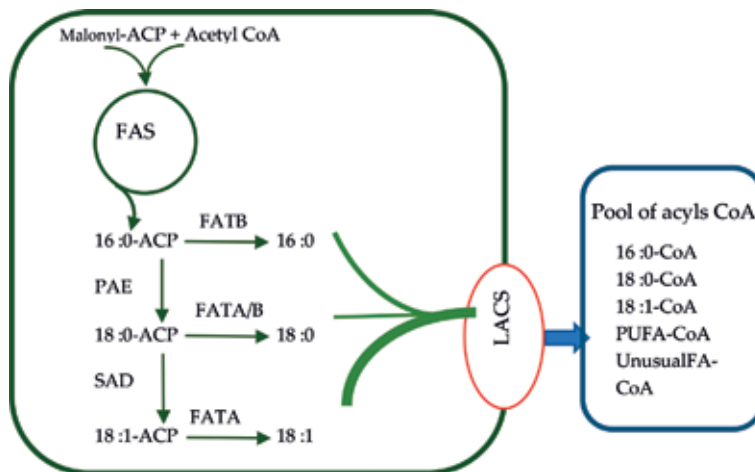 Malonyl-ACP + Acetyl CoA
FAS
16 :0-ACP
FATB
16 :0
PAE
18 :0-ACP
FATA/B
18 :0
SAD
18 :1-ACP
FATA
18 :1
LACS
Pool of acyls CoA
16 :0-CoA
18 :0-CoA
18 :1-CoA
PUFA-CoA
UnusualFA-
CoA